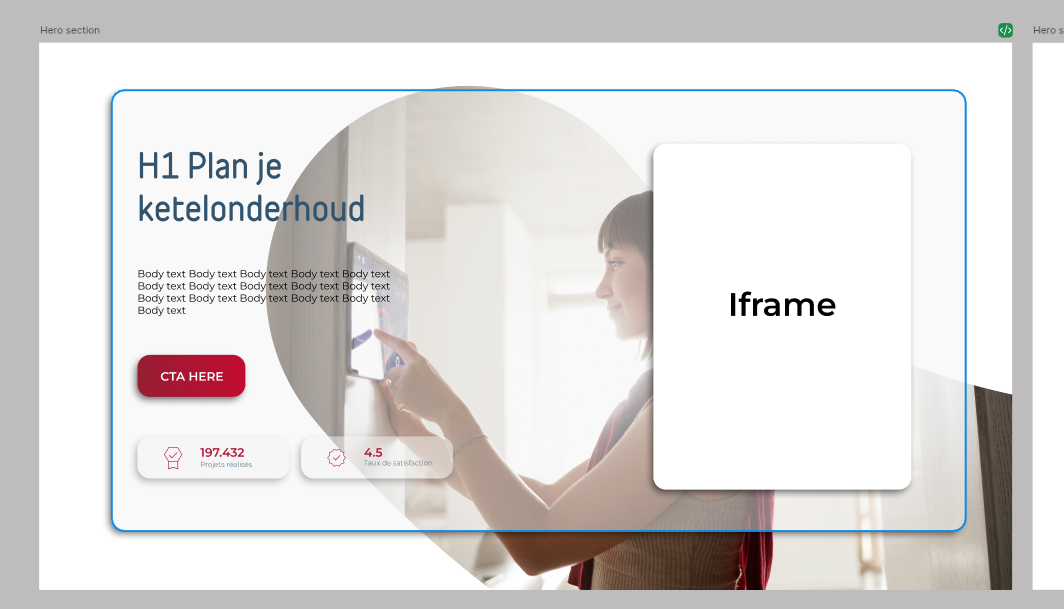 Hero section
</>
Hero s
H1 Plan je
ketelonderhoud
Body text Body text Body text Body text Body text
Body text Body text Body text Body text Body text
Body text Body text Body text Body text Body text
Body text
CTA HERE
197.432
Projets réalisés
4.5
Taux de satisfaction
Iframe